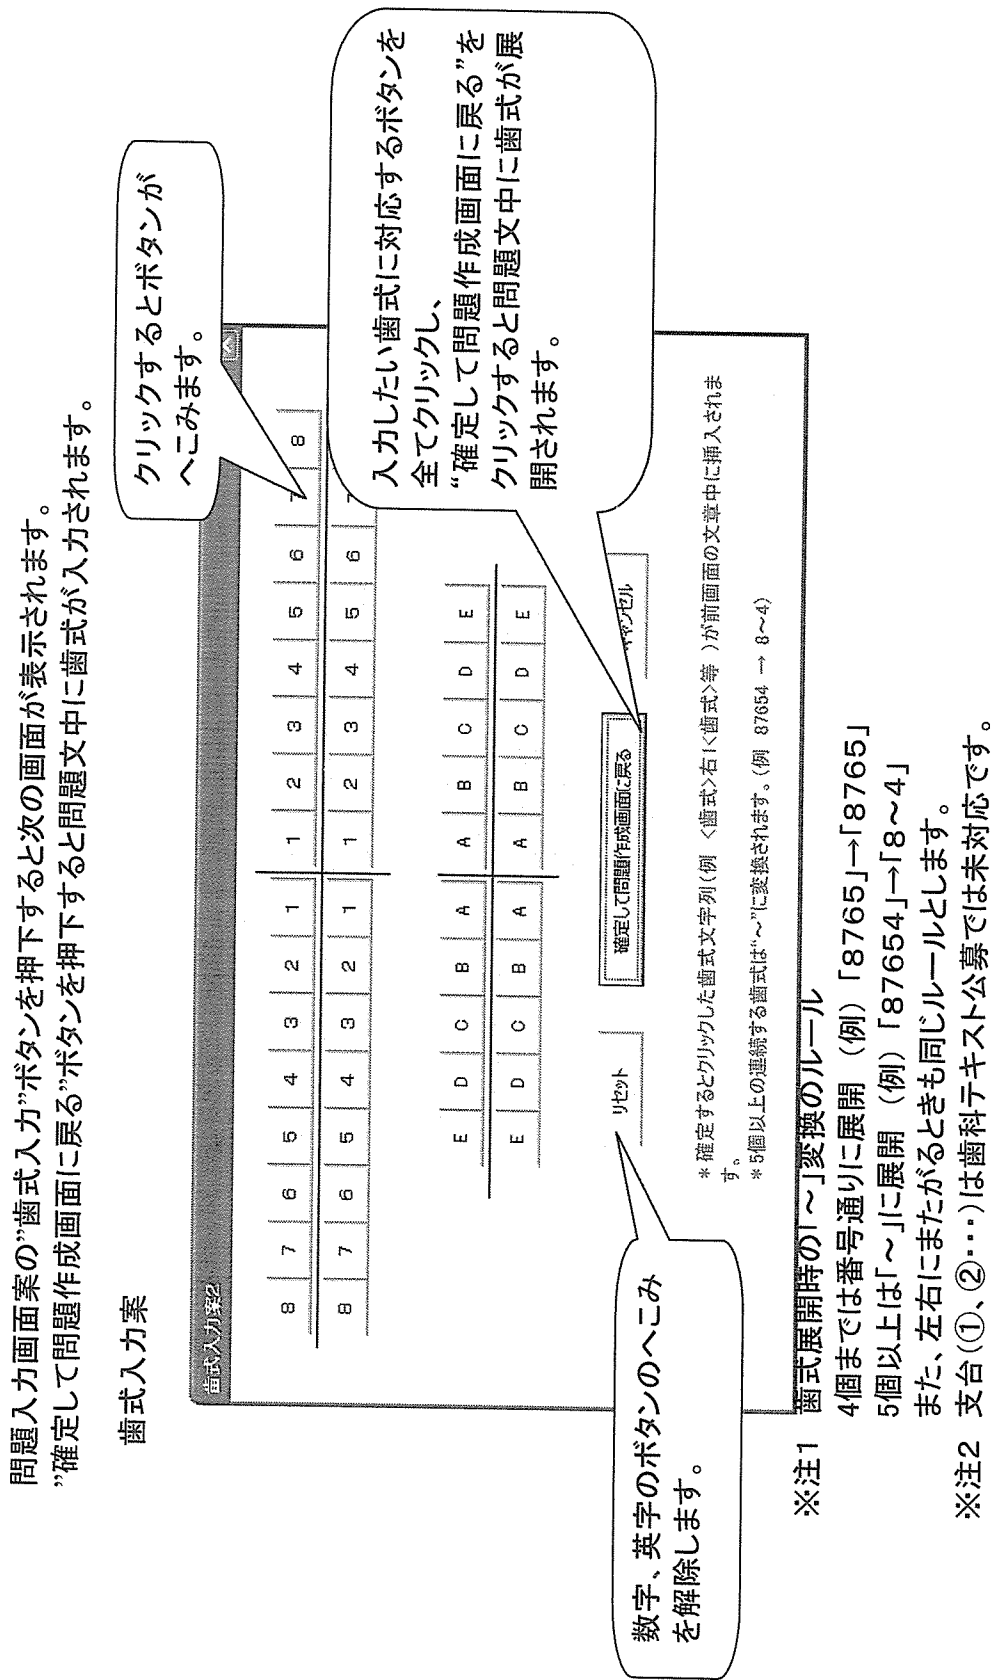 問題入力画面案の”歯式入力”ボタンを押下すると次の画面が表示されます。
”確定して問題作成画面に戻る”ボタンを押下すると問題文中に歯式が入力されます。
歯式入力案
歯式入力案2
クリックするとボタンが
へこみます。
8 7 6 5 4 3 2 1 1 2 3 4 5 6 7 8
8 7 6 5 4 3 2 1 1 2 3 4 5 6 7
入力したい歯式に対応するボタンを
全てクリックし、
“確定して問題作成画面に戻る”を
クリックすると問題文中に歯式が展
開されます。
E D C B A A B C D E
E D C B A A B C D E
リセット
確定して問題作成画面に戻る
キャンセル
数字、英字のボタンのへこみ
を解除します。
＊確定するとクリックした歯式文字列(例 <歯式>右1<歯式>等 )が前画面の文章中に挿入されま
す。
＊5個以上の連続する歯式は“～”に変換されます。(例 87654 → 8～4)
※注1 歯式展開時の「～」変換のルール
4個までは番号通りに展開 (例) 「8765」→「8765」
5個以上は「～」に展開 (例) 「87654」→「8～4」
また、左右にまたがるときも同じルールとします。
※注2 支台(①、②・・・)は歯科テキスト公募では未対応です。